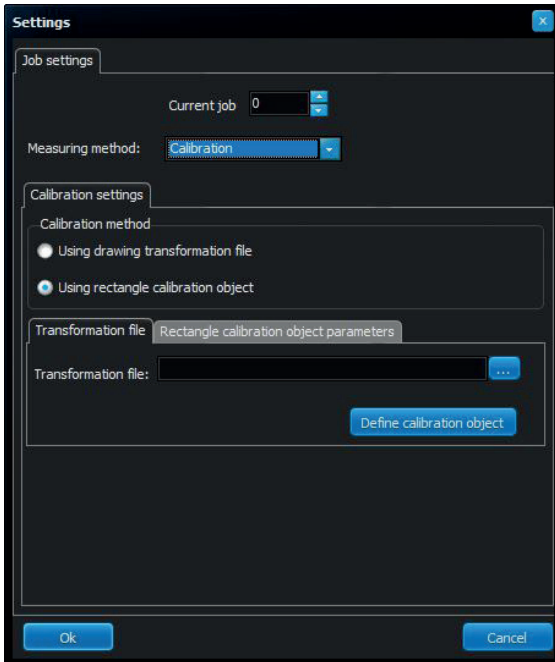 Settings
Job settings
Current job 0
Measuring method: Calibration
Calibration settings
Calibration method
Using drawing transformation file
Using rectangle calibration object
Transformation file Rectangle calibration object parameters
Transformation file: ...
Define calibration object
Ok Cancel